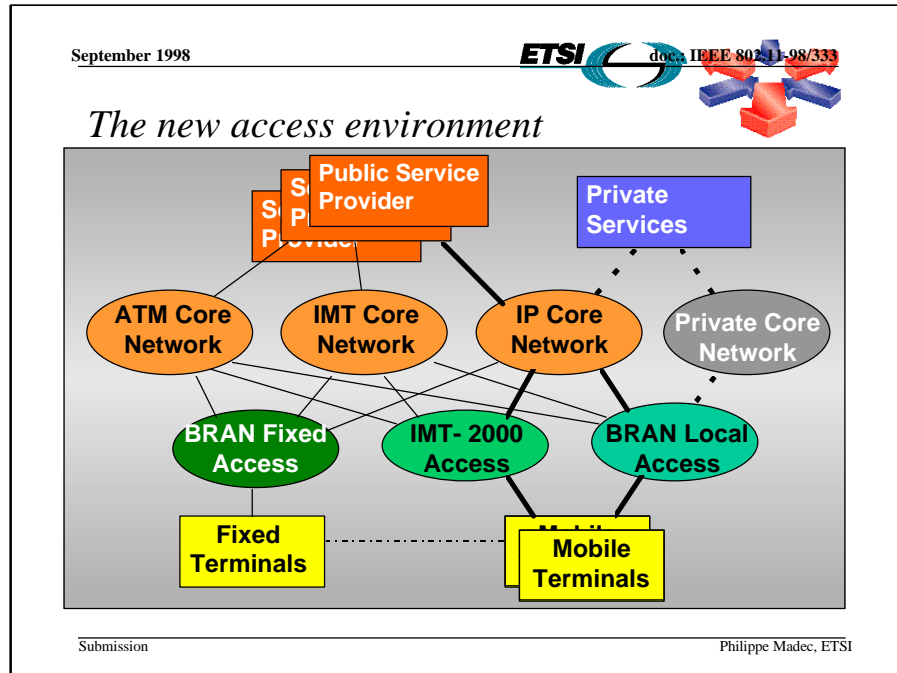 September 1998
ETSI
doc.: IEEE 802.11-98/333
The new access environment
Public Service
Provider
Private
Services
ATM Core
Network
IMT Core
Network
IP Core
Network
Private Core
Network
BRAN Fixed
Access
IMT- 2000
Access
BRAN Local
Access
Fixed
Terminals
Mobile
Terminals
Submission
Philippe Madec, ETSI